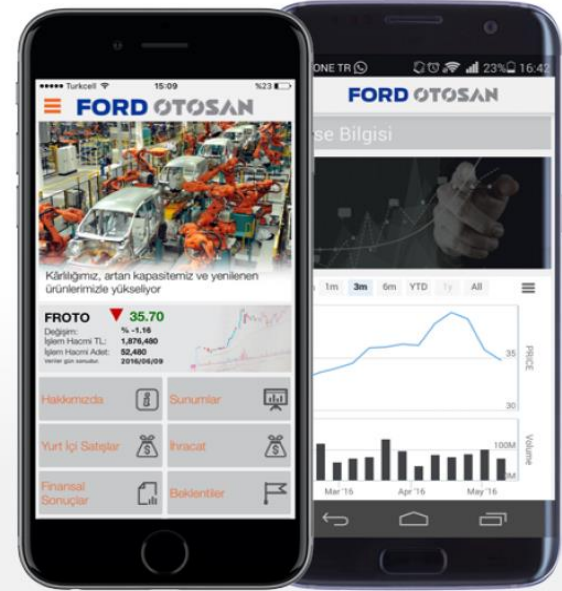 Turkcell 15:09 %23
FORD OTOSAN
Kârlılığımız, artan kapasitemiz ve yenilenen
ürünlerimizle yükseliyor
FROTO ▼ 35.70
Değişim: % -1.16
İşlem Hacmi TL: 1,876,480
İşlem Hacmi Adet: 52,480
Veriler gün sonudur. 2016/06/09
Hakkımızda
Sunumlar
Yurt İçi Satışlar
İhracat
Finansal
Sonuçlar
Beklentiler
ONE TR 23% 16:42
FORD OTOSAN
se Bilgisi
1m 3m 6m YTD 1y All
35
PRICE
30
100M
Volume
Mar '16 Apr '16 May '16